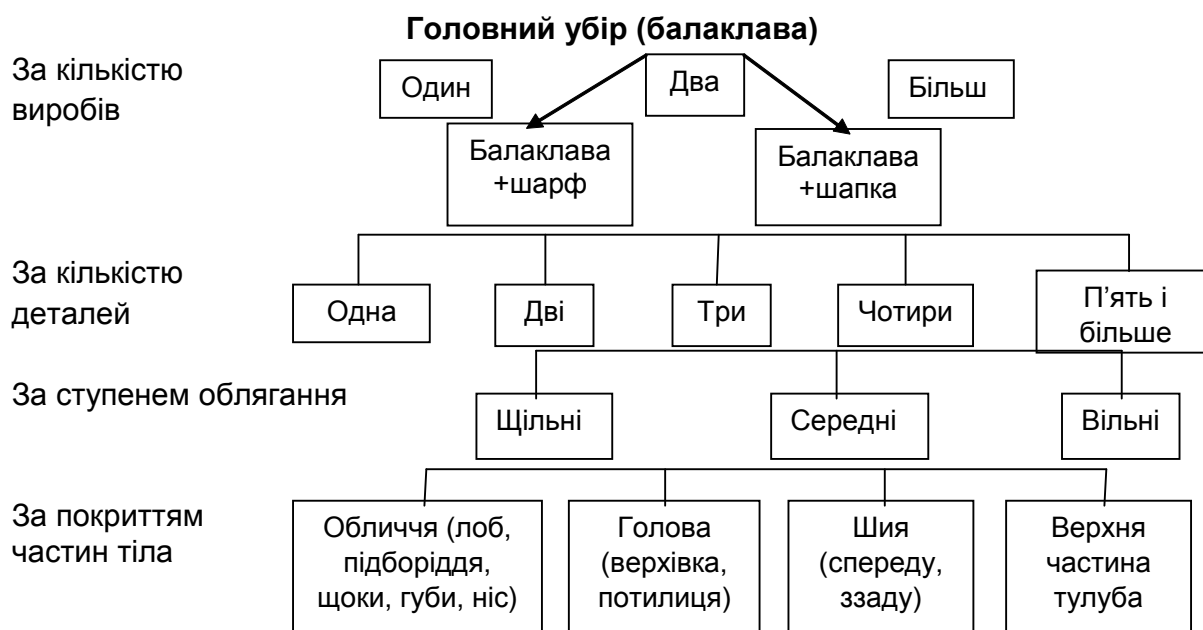 Головний убір (балаклава)
За кількістю
виробів
Один
Два
Більш
Балаклава
+шарф
Балаклава
+шапка
За кількістю
деталей
Одна
Дві
Три
Чотири
П’ять і
більше
За ступенем облягання
Щільні
Середні
Вільні
За покриттям
частин тіла
Обличчя (лоб,
підборіддя,
щоки, губи, ніс)
Голова
(верхівка,
потилиця)
Шия
(спереду,
ззаду)
Верхня
частина
тулуба